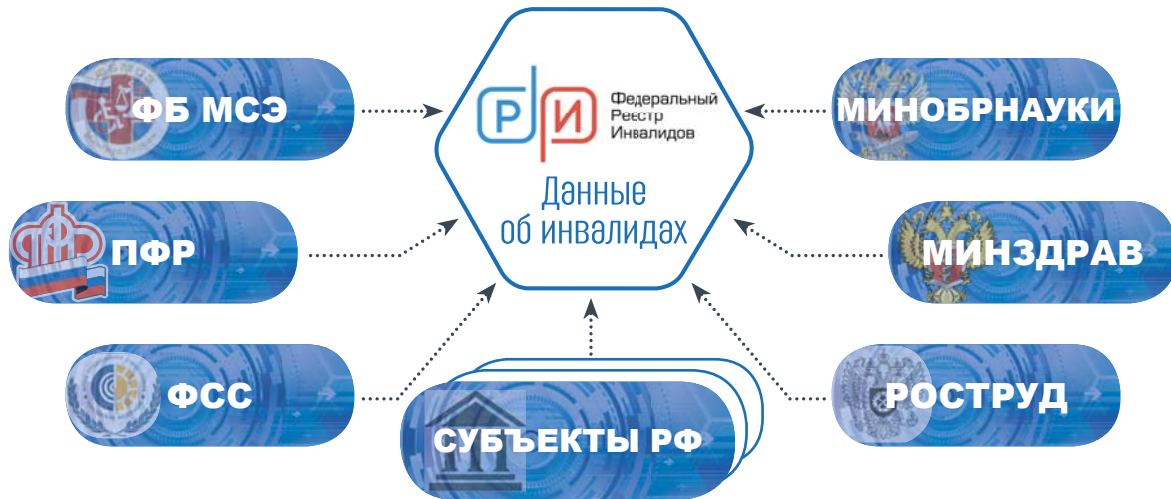 ФБ МСЭ
ПФР
ФСС
РИ
Федеральный
Реестр
Инвалидов
Данные
об инвалидах
СУБЪЕКТЫ РФ
МИНОБРНАУКИ
МИНЗДРАВ
РОСТРУД